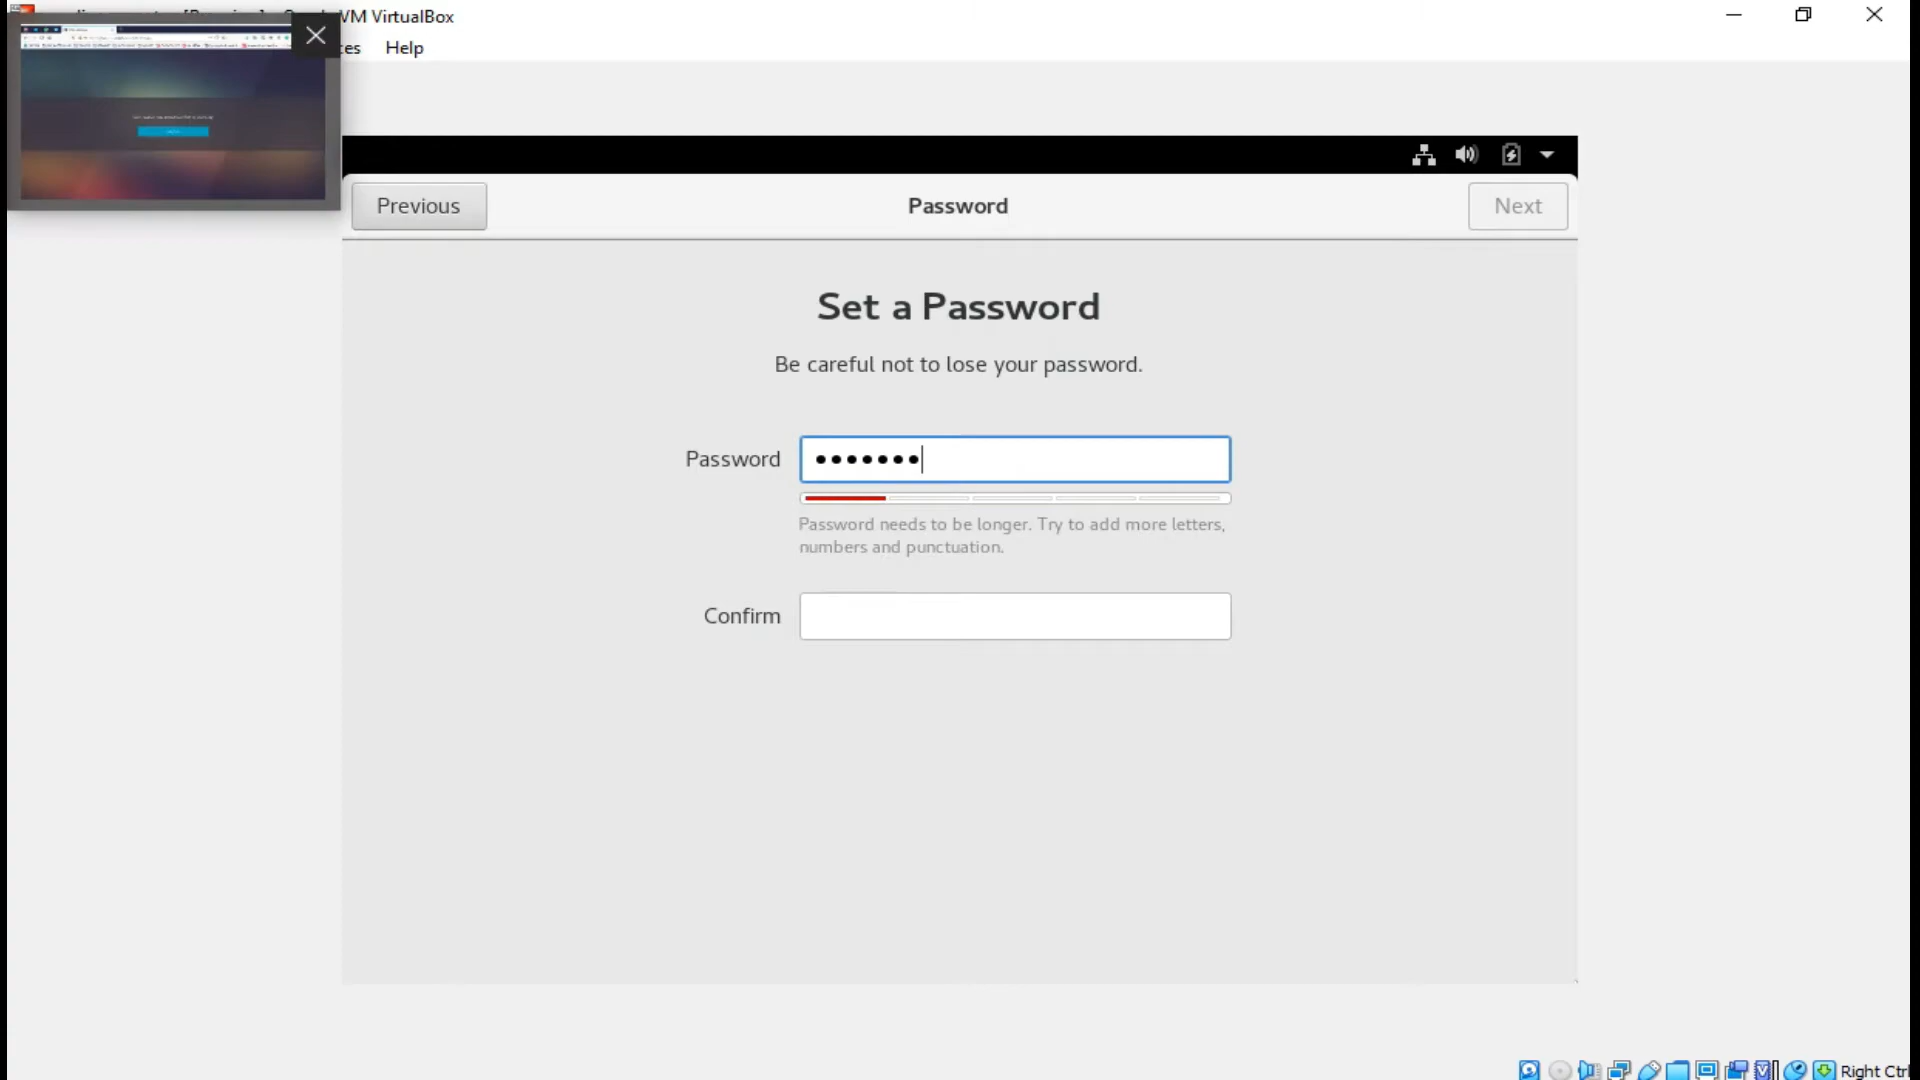 VM VirtualBox
Help
Previous
Password
Next
Set a Password
Be careful not to lose your password.
Password
Password needs to be longer. Try to add more letters,
numbers and punctuation.
Confirm
Right Ctrl